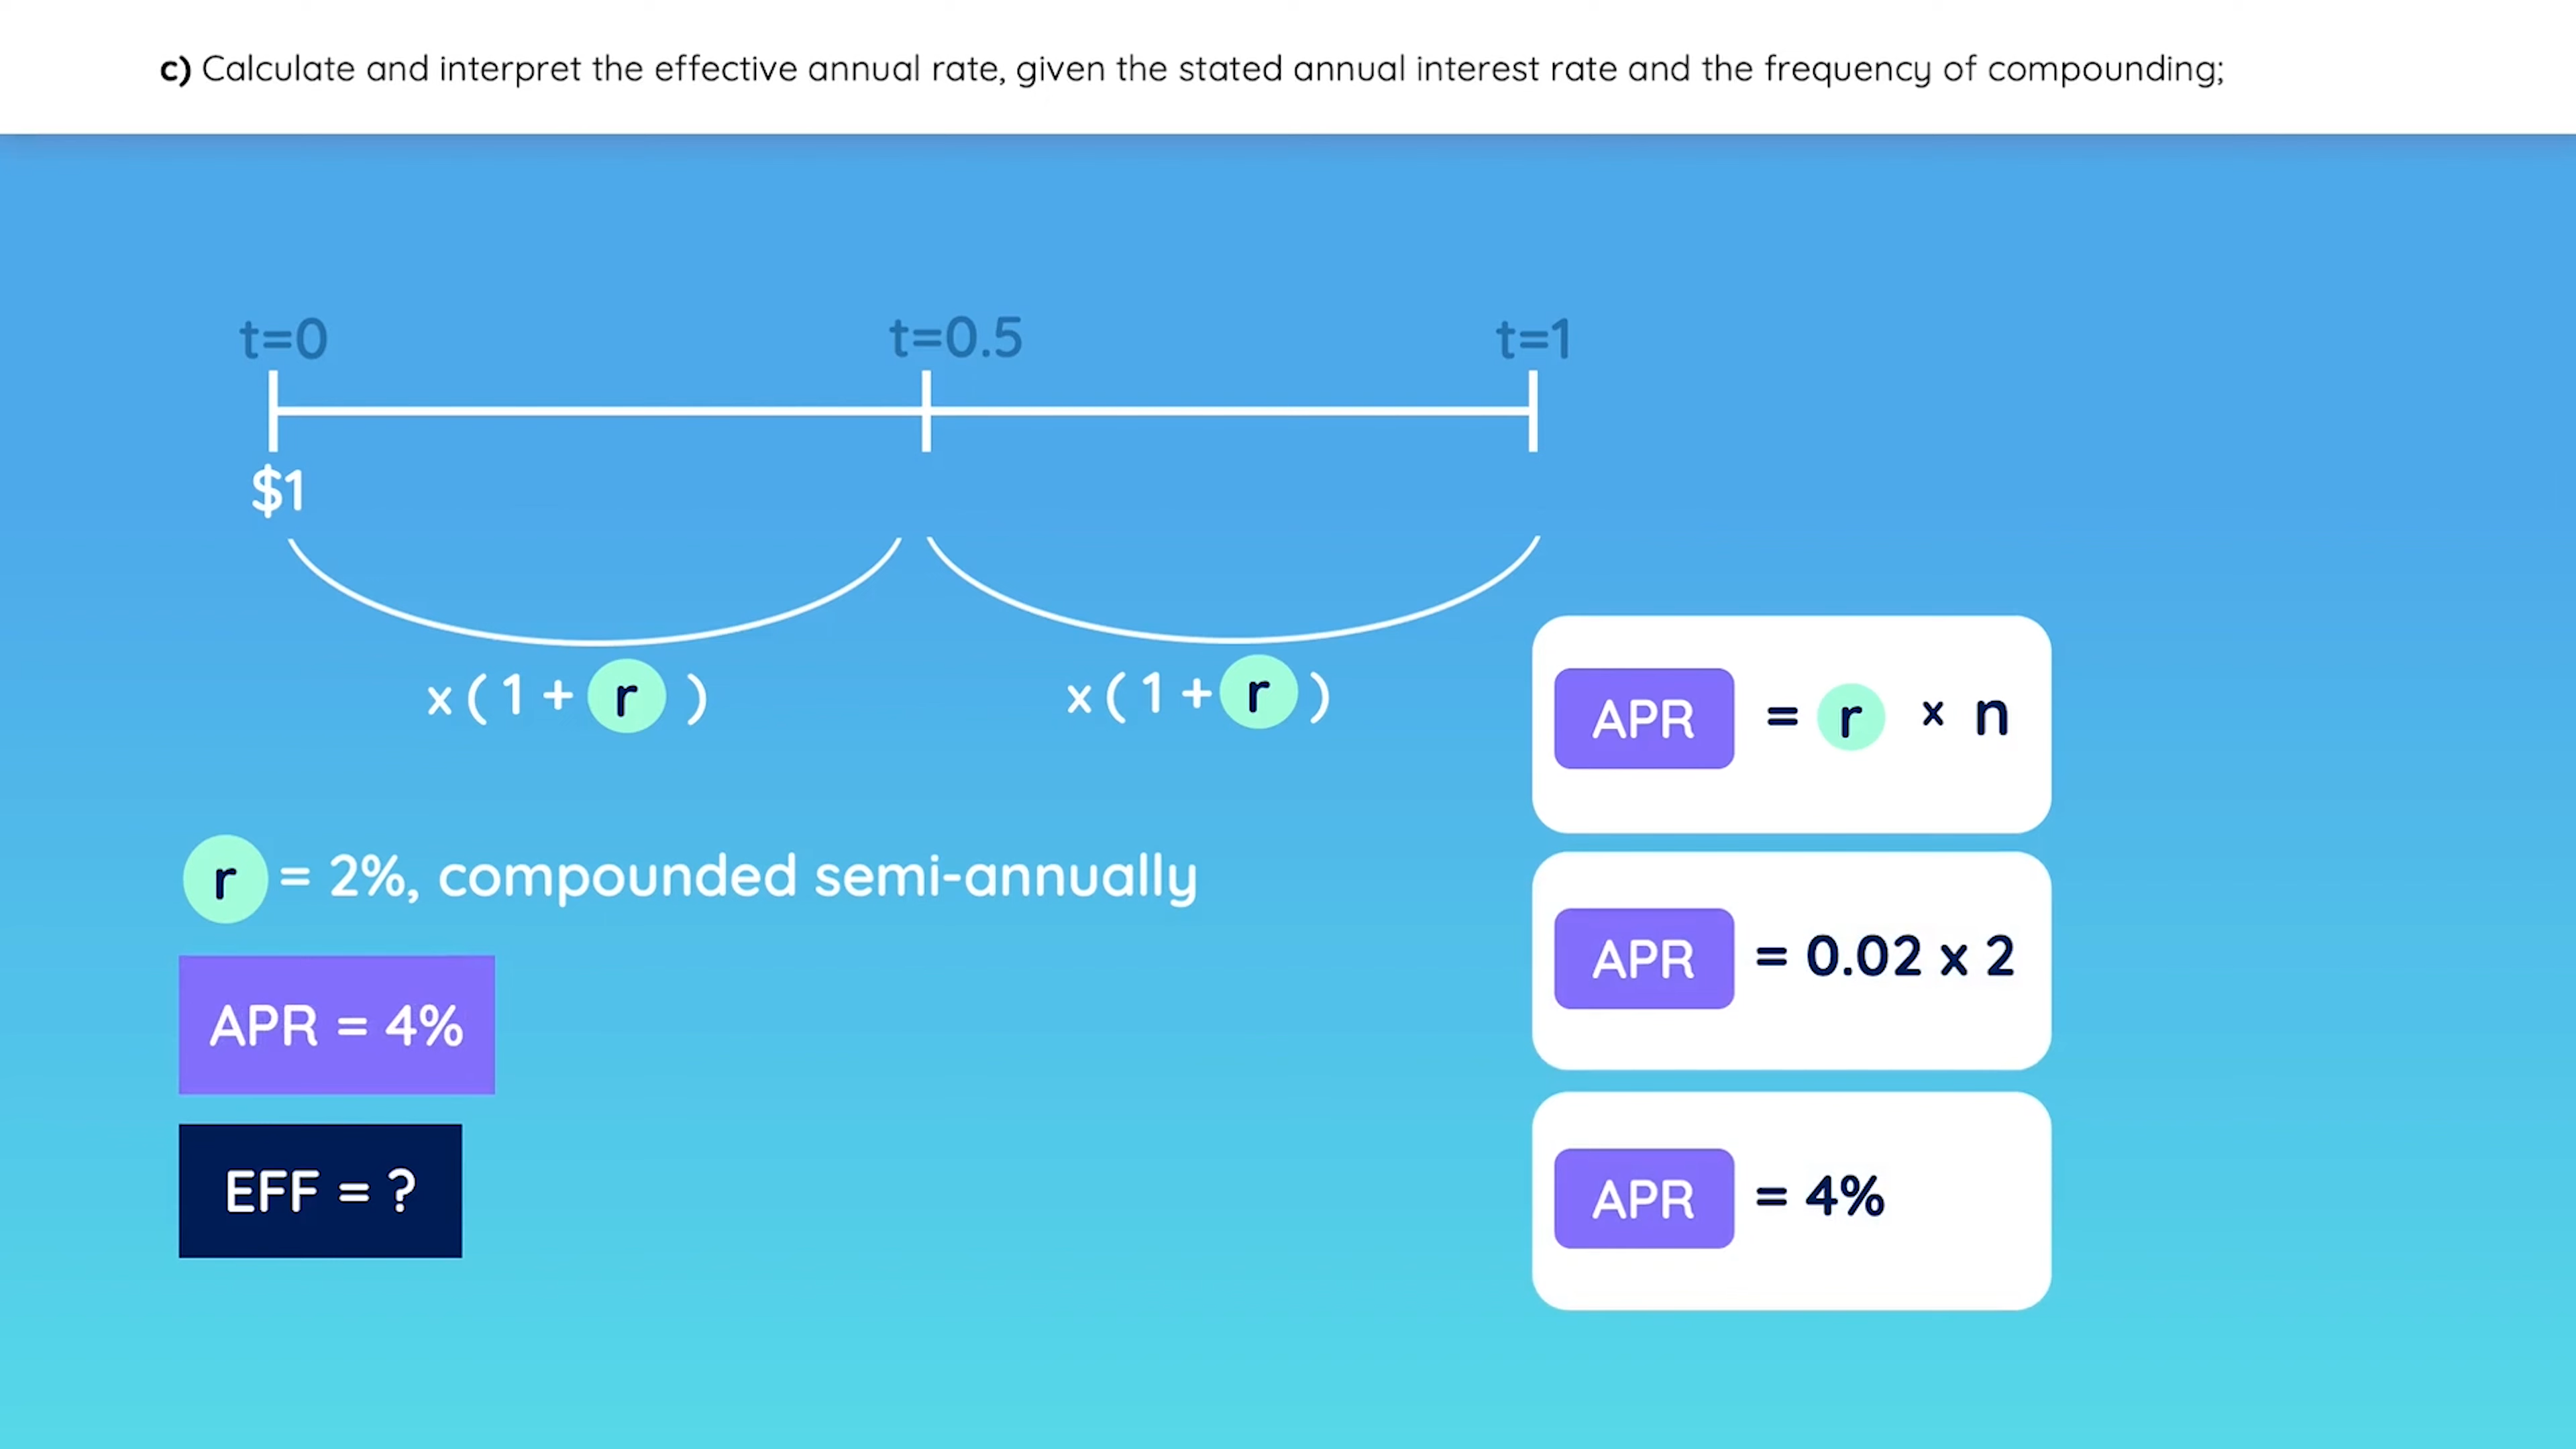 c) Calculate and interpret the effective annual rate, given the stated annual interest rate and the frequency of compounding;
t=0 t=0.5 t=1
$1
x ( 1 + r ) x ( 1 + r )
APR = r × n
r = 2%, compounded semi-annually
APR = 0.02 x 2
APR = 4%
EFF = ?
APR = 4%